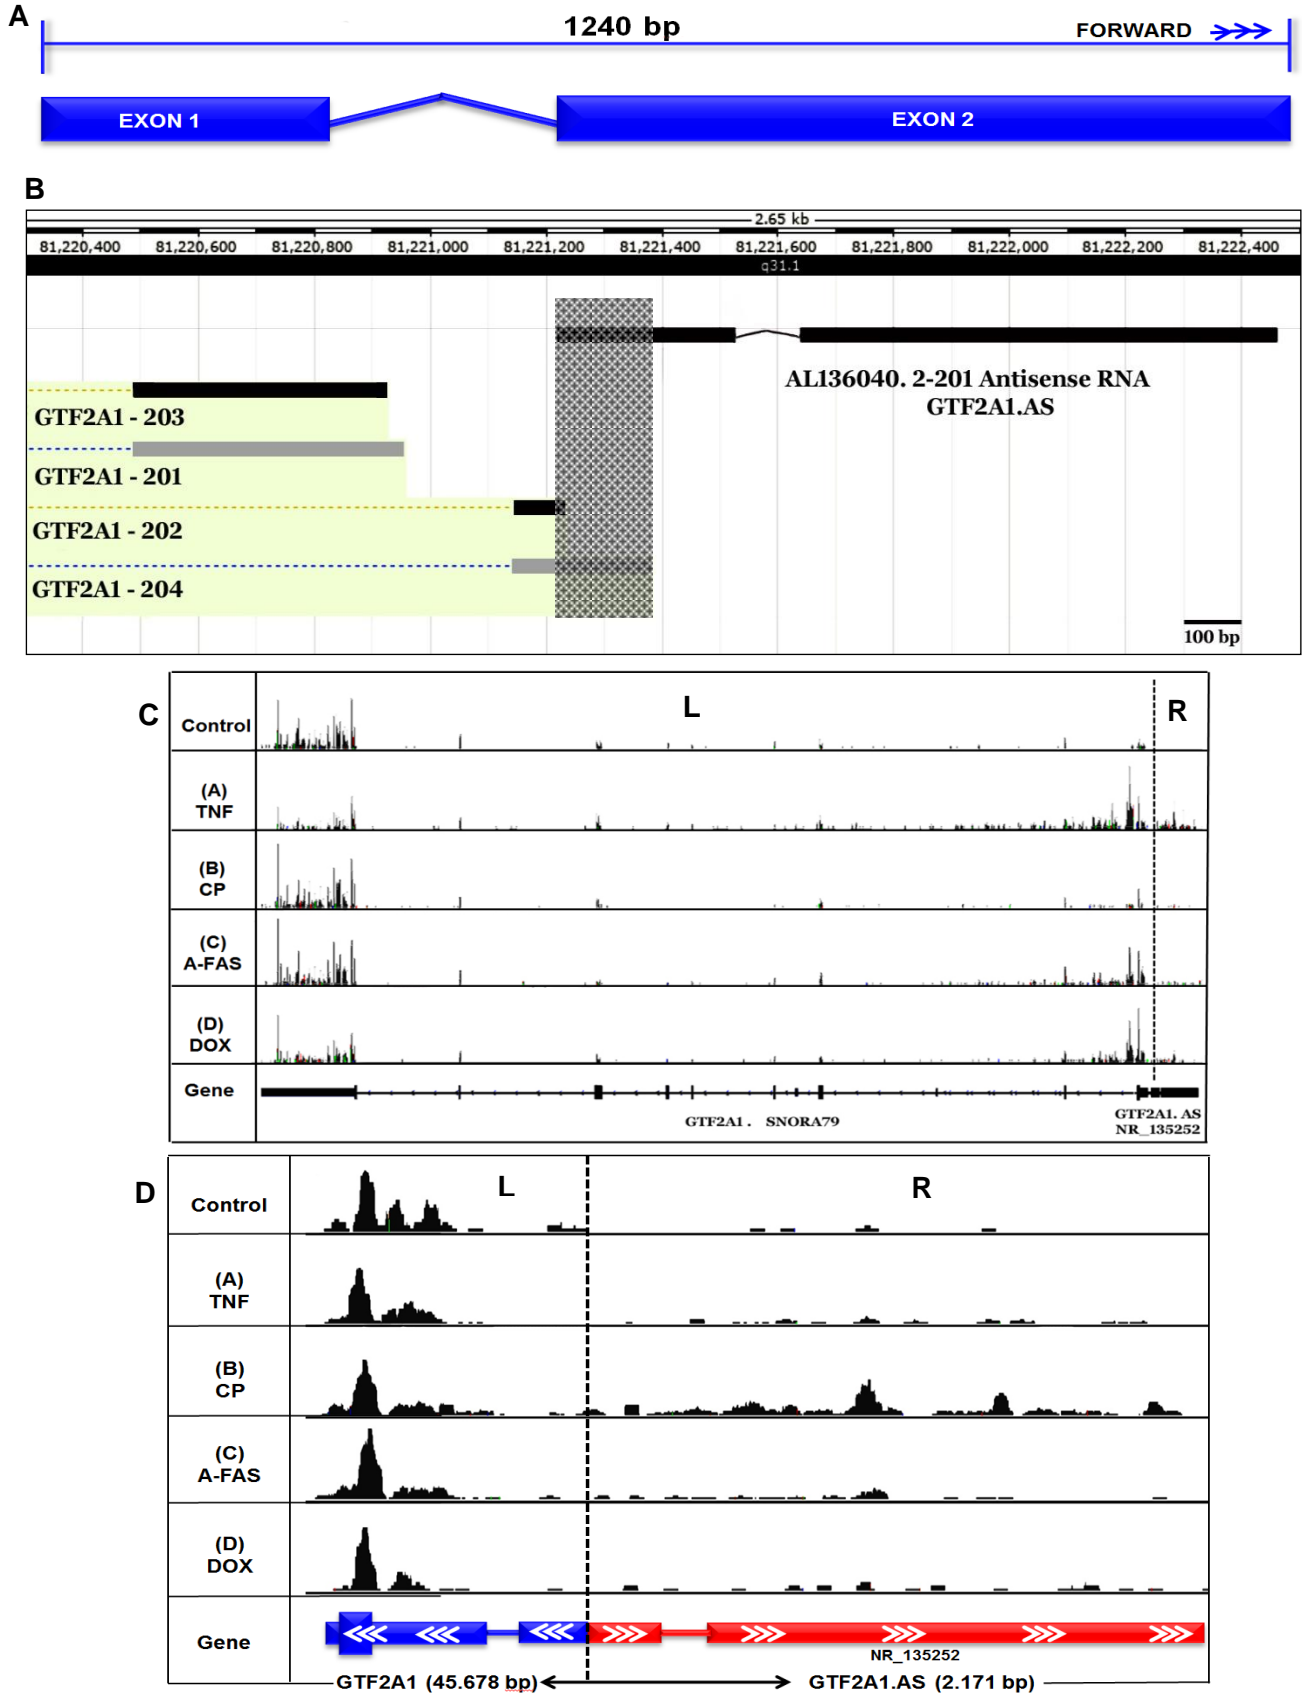 A
1240 bp
FORWARD
EXON 1
EXON 2
B
2.65 kb
81,220,400 81,220,600 81,220,800 81,221,000 81,221,200 81,221,400 81,221,600 81,221,800 81,222,000 81,222,200 81,222,400
q31.1
AL136040. 2-201 Antisense RNA
GTF2A1.AS
GTF2A1 - 203
GTF2A1 - 201
GTF2A1 - 202
GTF2A1 - 204
100 bp
C
L
R
Control
(A)
TNF
(B)
CP
(C)
A-FAS
(D)
DOX
Gene
GTF2A1 . SNORA79
GTF2A1. AS
NR_135252
D
L
R
Control
(A)
TNF
(B)
CP
(C)
A-FAS
(D)
DOX
Gene
NR_135252
GTF2A1 (45.678 bp)
GTF2A1.AS (2.171 bp)